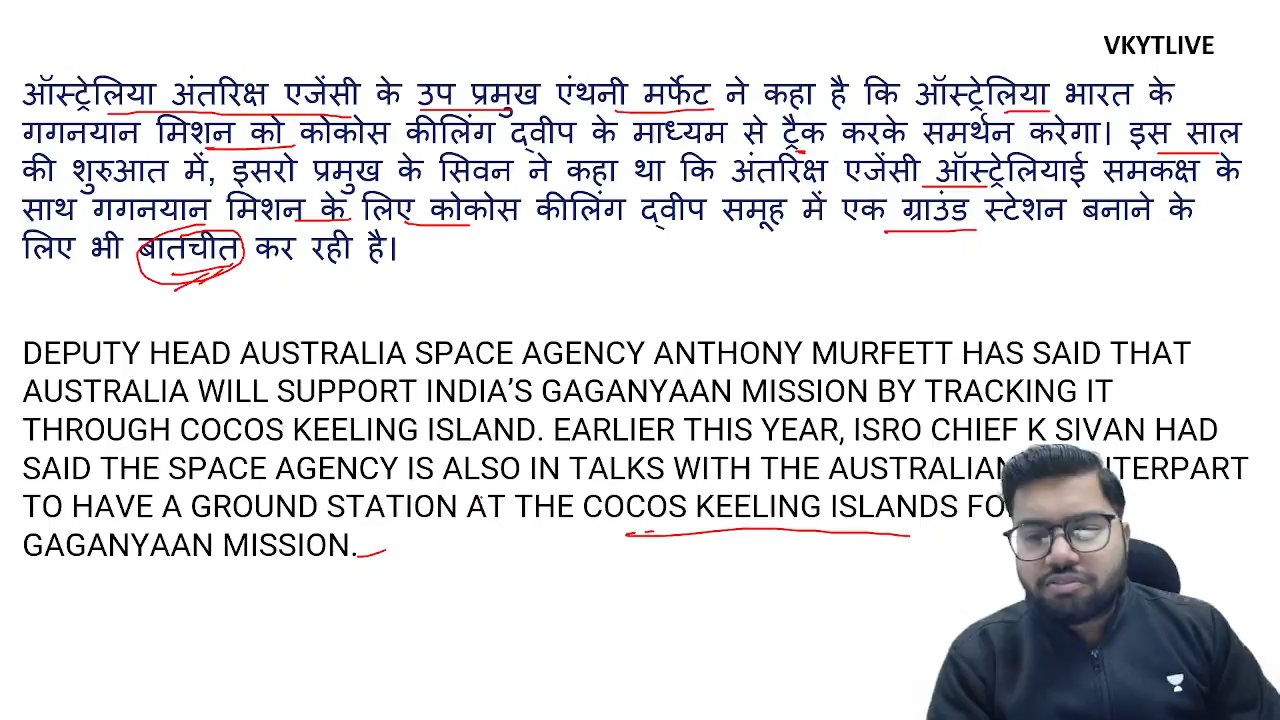 VKYTLIVE
ऑस्ट्रेलिया अंतरिक्ष एजेंसी के उप प्रमुख एंथनी मर्फेट ने कहा है कि ऑस्ट्रेलिया भारत के
गगनयान मिशन को कोकोस कीलिंग द्वीप के माध्यम से ट्रैक करके समर्थन करेगा। इस साल
की शुरुआत में, इसरो प्रमुख के सिवन ने कहा था कि अंतरिक्ष एजेंसी ऑस्ट्रेलियाई समकक्ष के
साथ गगनयान मिशन के लिए कोकोस कीलिंग द्वीप समूह में एक ग्राउंड स्टेशन बनाने के
लिए भी बातचीत कर रही है।
DEPUTY HEAD AUSTRALIA SPACE AGENCY ANTHONY MURFETT HAS SAID THAT
AUSTRALIA WILL SUPPORT INDIA’S GAGANYAAN MISSION BY TRACKING IT
THROUGH COCOS KEELING ISLAND. EARLIER THIS YEAR, ISRO CHIEF K SIVAN HAD
SAID THE SPACE AGENCY IS ALSO IN TALKS WITH THE AUSTRALIAN
TO HAVE A GROUND STATION AT THE COCOS KEELING ISLANDS
GAGANYAAN MISSION.